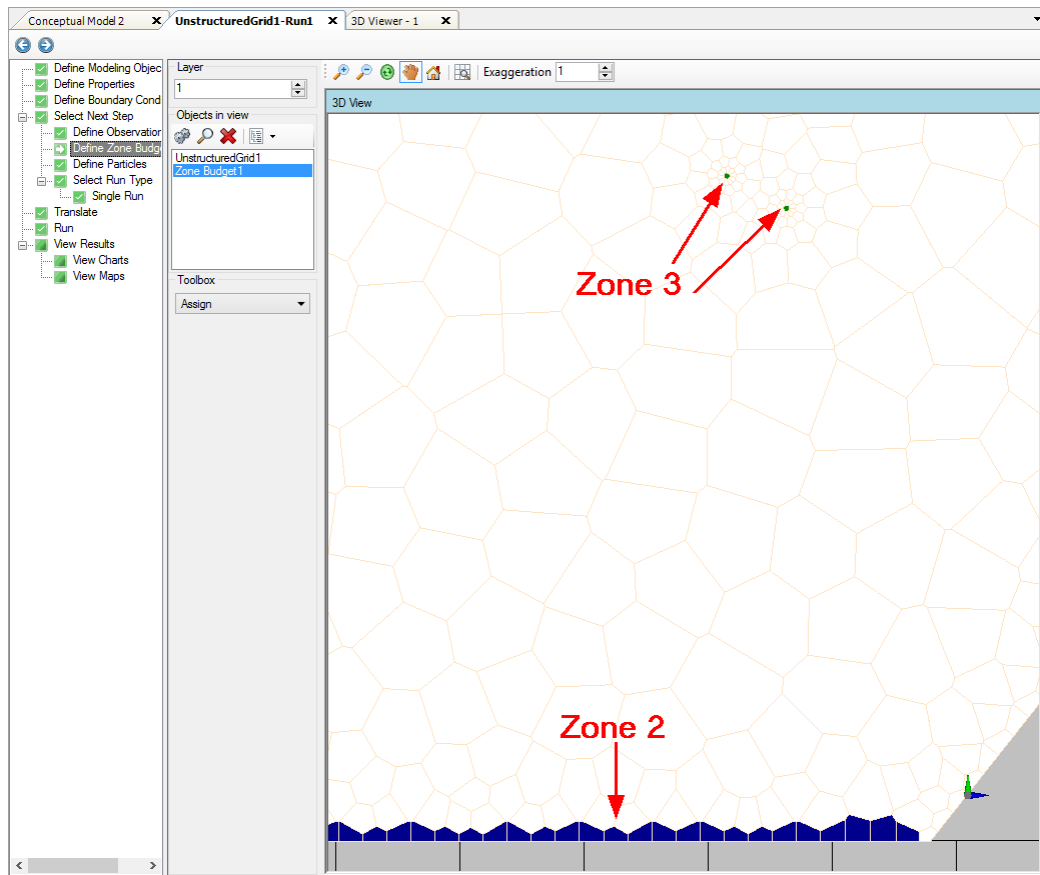 Conceptual Model 2
UnstructuredGrid1-Run1
3D Viewer - 1
Define Modeling Objec
Define Properties
Define Boundary Cond
Select Next Step
Define Observation
Define Zone Budge
Define Particles
Select Run Type
Single Run
Translate
Run
View Results
View Charts
View Maps
Layer
1
Objects in view
UnstructuredGrid1
Zone Budget1
Toolbox
Assign
Exaggeration 1
3D View
Zone 3
Zone 2